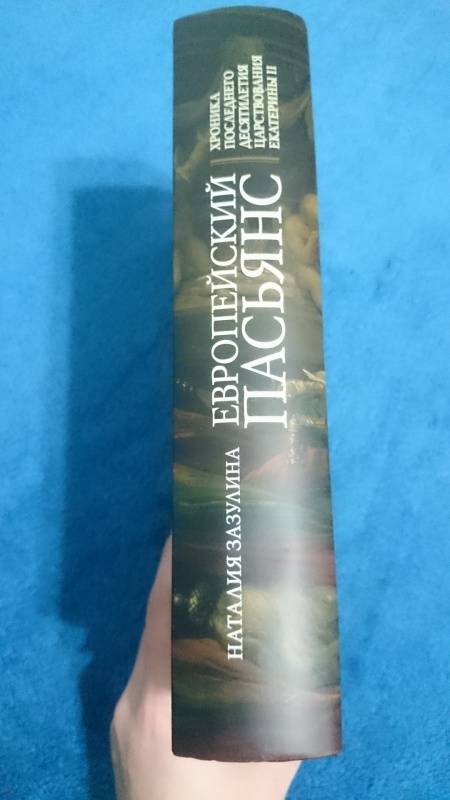 НАТАЛИЯ ЗАЗУЛИНА
ЕВРОПЕЙСКИЙ
ПАСЬЯНС
ХРОНИКА
ПОСЛЕДНЕГО
ДЕСЯТИЛЕТИЯ
ЦАРСТВОВАНИЯ
ЕКАТЕРИНЫ II